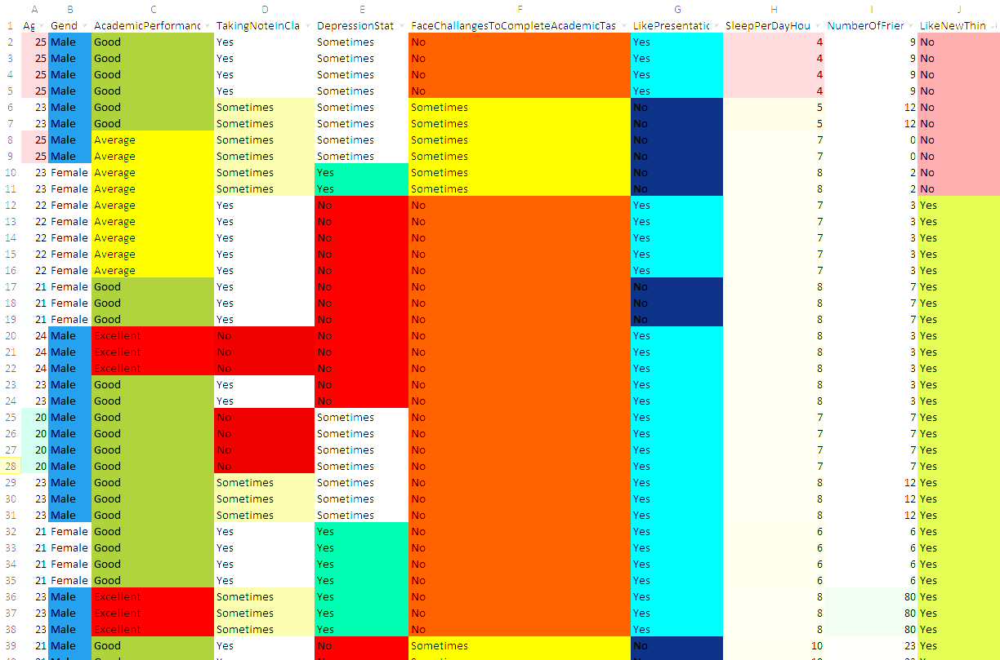 A B C D E F G H I J
1 Ag Gend AcademicPerformanc TakingNoteInCla DepressionStat FaceChallangesToCompleteAcademicTas LikePresentatic SleepPerDayHou NumberOfFrier LikeNewThin
2 25 Male Good Yes Sometimes No Yes 4 9 No
3 25 Male Good Yes Sometimes No Yes 4 9 No
4 25 Male Good Yes Sometimes No Yes 4 9 No
5 25 Male Good Yes Sometimes No Yes 4 9 No
6 23 Male Good Sometimes Sometimes Sometimes No 5 12 No
7 23 Male Good Sometimes Sometimes Sometimes No 5 12 No
8 25 Male Average Sometimes Sometimes Sometimes No 7 0 No
9 25 Male Average Sometimes Sometimes Sometimes No 7 0 No
10 23 Female Average Sometimes Yes Sometimes No 8 2 No
11 23 Female Average Sometimes Yes Sometimes No 8 2 No
12 22 Female Average Yes No No Yes 7 3 Yes
13 22 Female Average Yes No No Yes 7 3 Yes
14 22 Female Average Yes No No Yes 7 3 Yes
15 22 Female Average Yes No No Yes 7 3 Yes
16 22 Female Average Yes No No Yes 7 3 Yes
17 21 Female Good Yes No No No 8 7 Yes
18 21 Female Good Yes No No No 8 7 Yes
19 21 Female Good Yes No No No 8 7 Yes
20 24 Male Excellent No No No Yes 8 3 Yes
21 24 Male Excellent No No No Yes 8 3 Yes
22 24 Male Excellent No No No Yes 8 3 Yes
23 23 Male Good Yes No No Yes 8 3 Yes
24 23 Male Good Yes No No Yes 8 3 Yes
25 20 Male Good No Sometimes No Yes 7 7 Yes
26 20 Male Good No Sometimes No Yes 7 7 Yes
27 20 Male Good No Sometimes No Yes 7 7 Yes
28 20 Male Good No Sometimes No Yes 7 7 Yes
29 23 Male Good Sometimes Sometimes No Yes 8 12 Yes
30 23 Male Good Sometimes Sometimes No Yes 8 12 Yes
31 23 Male Good Sometimes Sometimes No Yes 8 12 Yes
32 21 Female Good Yes Yes No Yes 6 6 Yes
33 21 Female Good Yes Yes No Yes 6 6 Yes
34 21 Female Good Yes Yes No Yes 6 6 Yes
35 21 Female Good Yes Yes No Yes 6 6 Yes
36 23 Male Excellent Sometimes Yes No Yes 8 80 Yes
37 23 Male Excellent Sometimes Yes No Yes 8 80 Yes
38 23 Male Excellent Sometimes Yes No Yes 8 80 Yes
39 21 Male Good Yes No Sometimes No 10 23 Yes